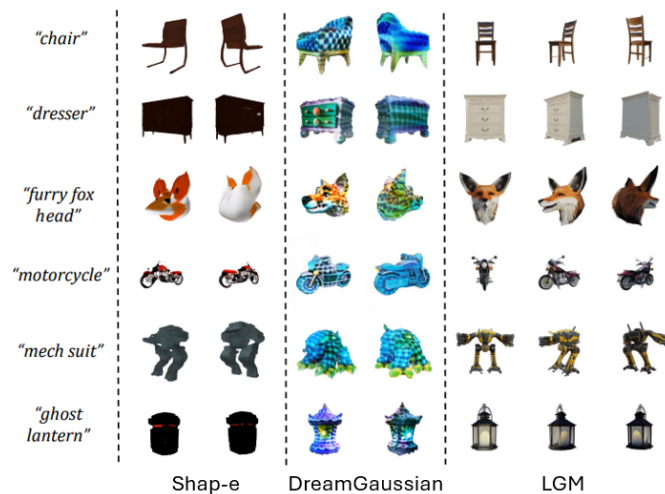 “chair”
“dresser”
“furry fox
head”
“motorcycle”
“mech suit”
“ghost
lantern”
Shap-e DreamGaussian LGM